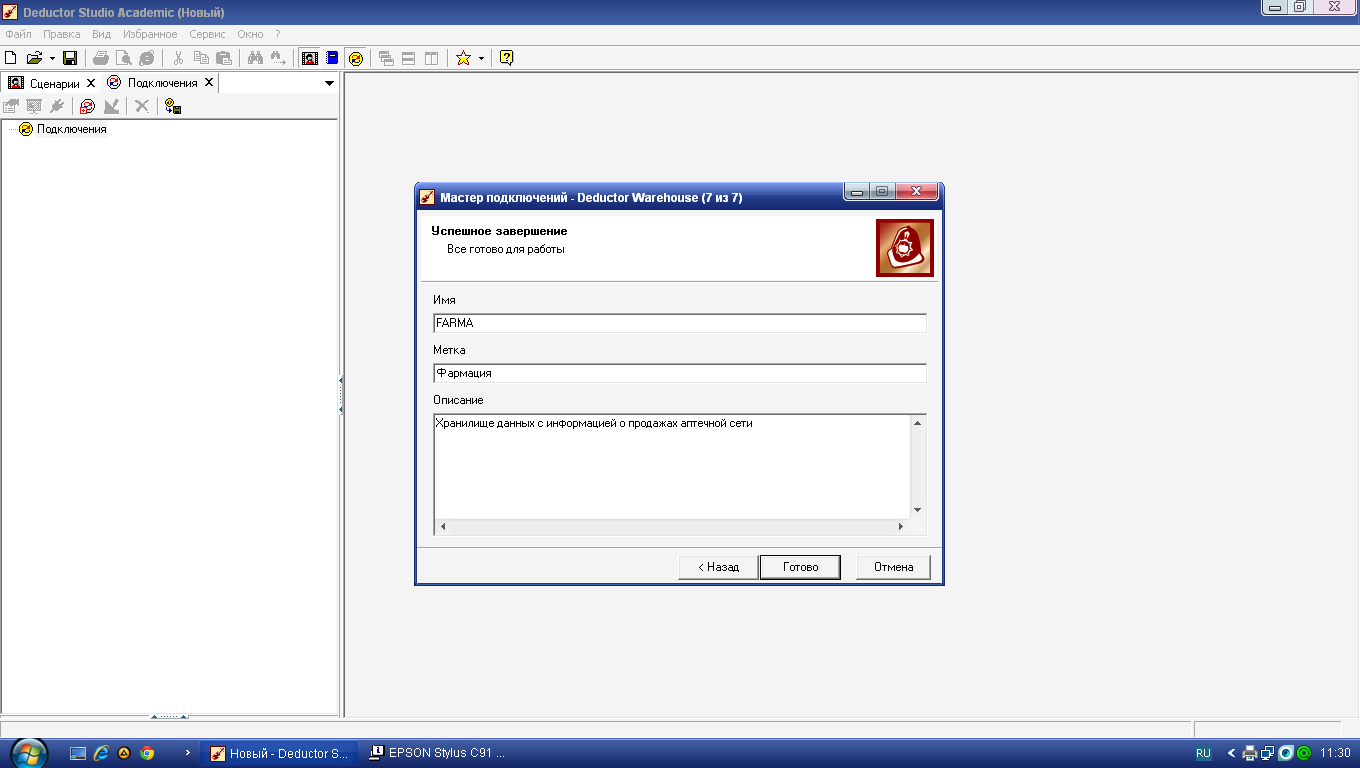 Deductor Studio Academic (Новый)
Файл Правка Вид Избранное Сервис Окно ?
Сценарии X Подключения X
Подключения
Мастер подключений - Deductor Warehouse (7 из 7)
Успешное завершение
Все готово для работы
Имя
FARMA
Метка
Фармация
Описание
Хранилище данных с информацией о продажах аптечной сети
< Назад Готово Отмена
Новый - Deductor S... EPSON Stylus C91 ... RU 11:30